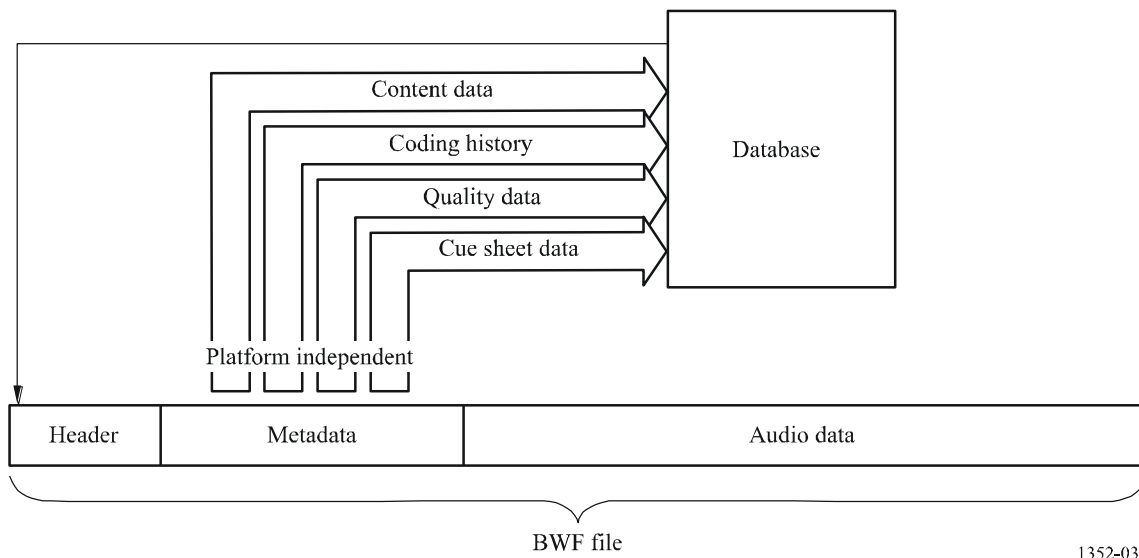 Content data
Coding history
Database
Quality data
Cue sheet data
Platform independent
Header
Metadata
Audio data
BWF file
1352-03